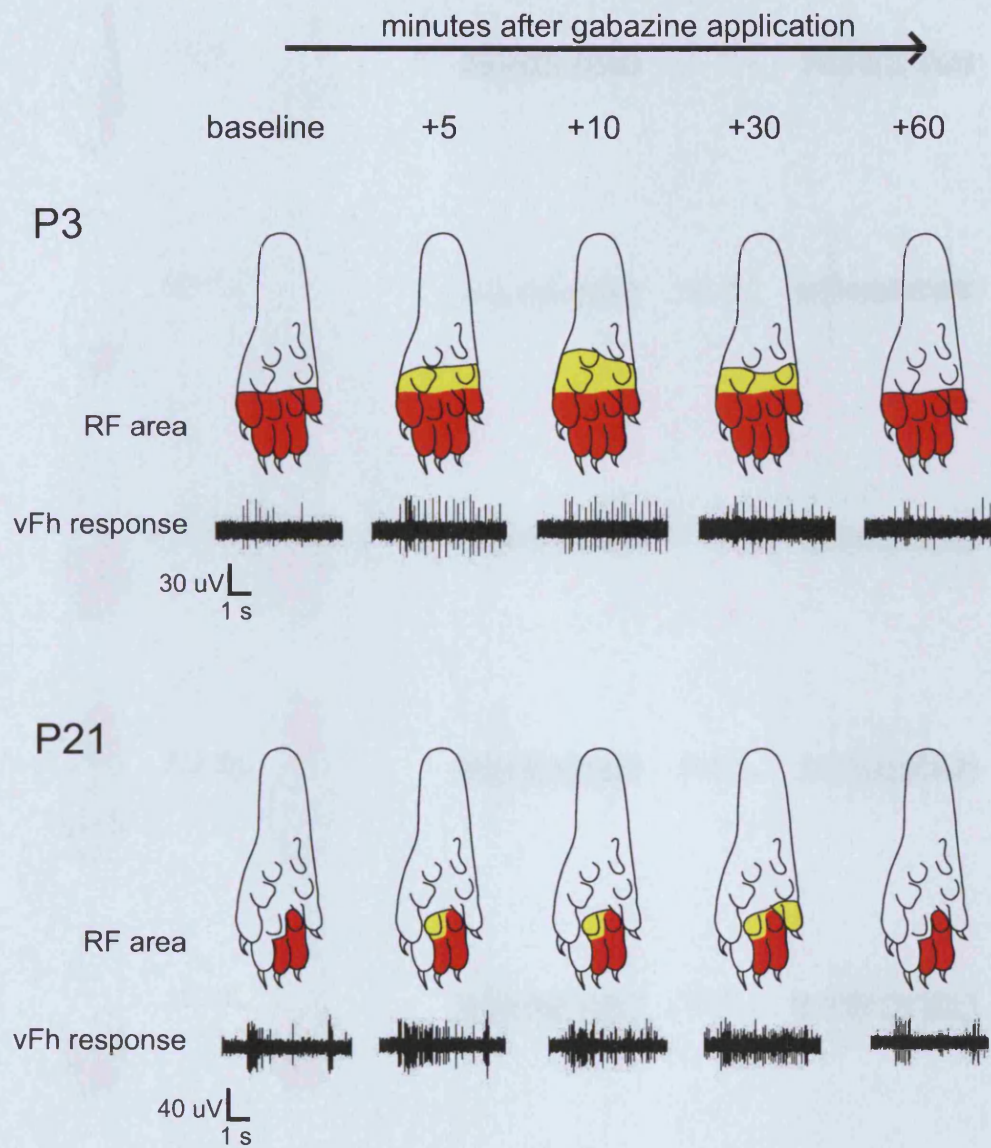 minutes after gabazine application
baseline +5 +10 +30 +60
P3
RF area
vFh response
30 uV
1 s
P21
RF area
vFh response
40 uV
1 s